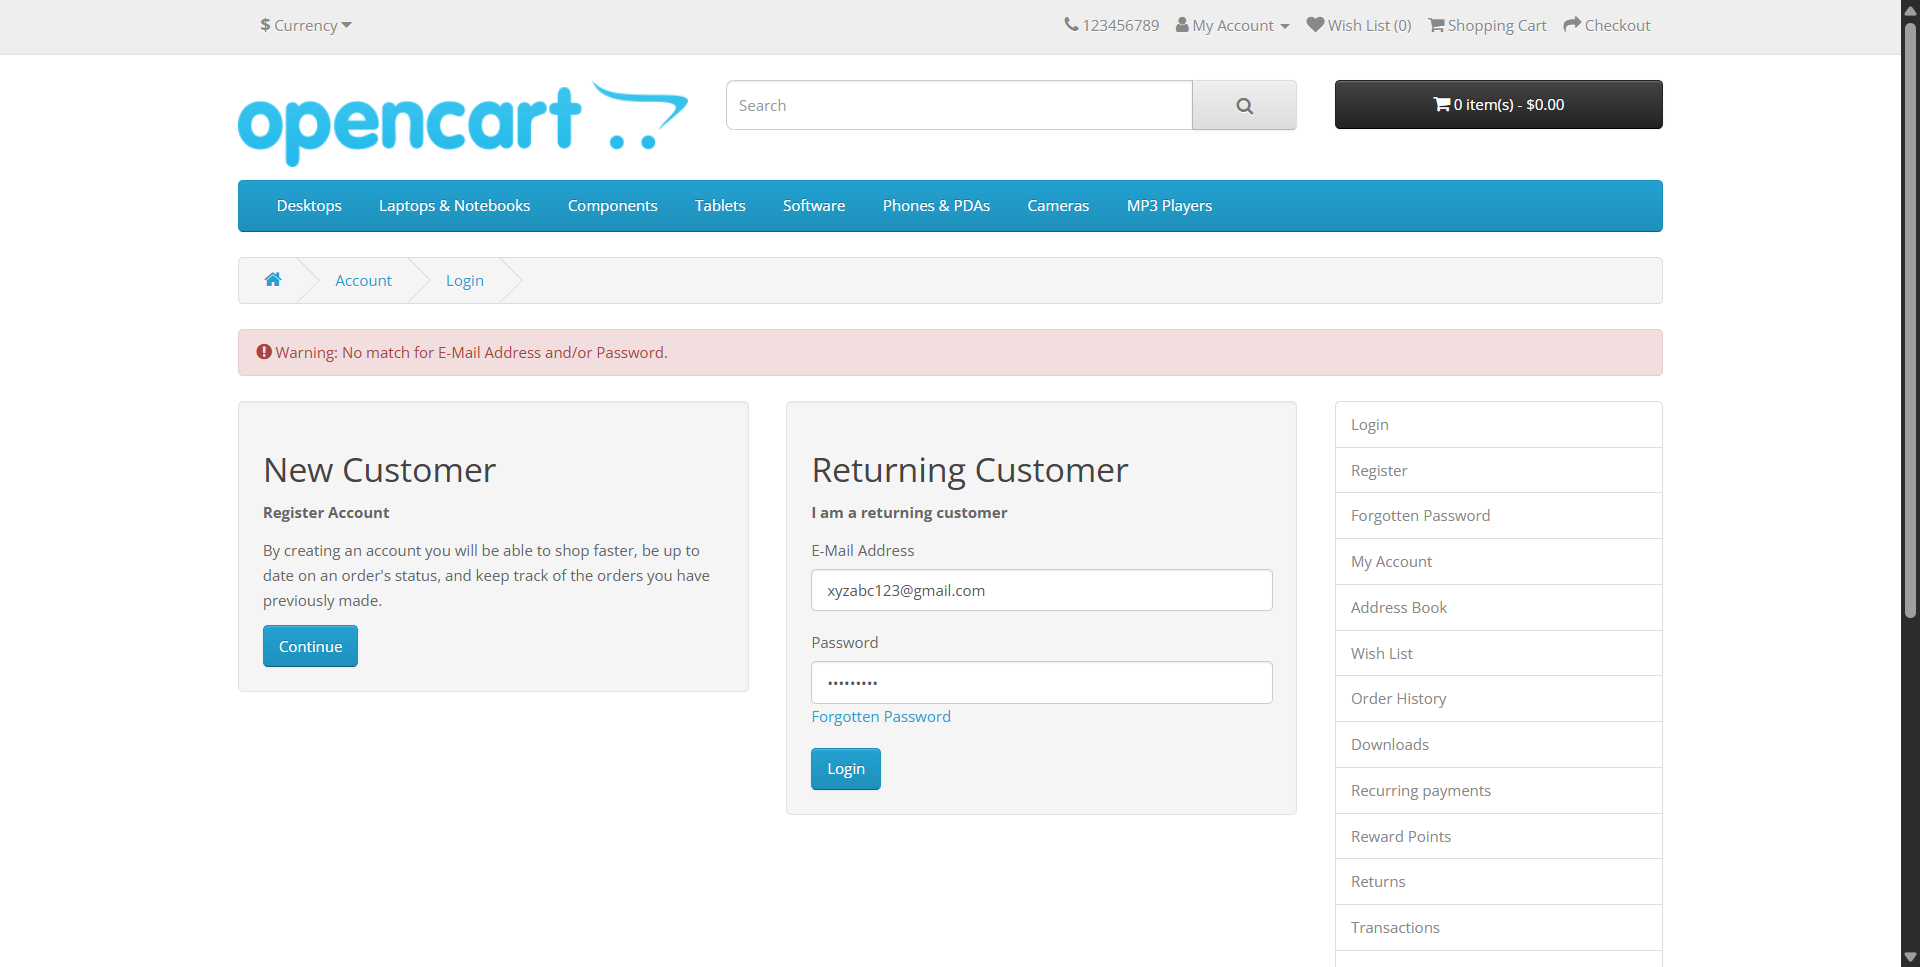 $ Currency
123456789 My Account Wish List (0) Shopping Cart Checkout
opencart
Search
0 item(s) - $0.00
Desktops Laptops & Notebooks Components Tablets Software Phones & PDAs Cameras MP3 Players
Account Login
Warning: No match for E-Mail Address and/or Password.
New Customer
Register Account
By creating an account you will be able to shop faster, be up to
date on an order's status, and keep track of the orders you have
previously made.
Continue
Returning Customer
I am a returning customer
E-Mail Address
xyzabc123@gmail.com
Password
•••••••••
Forgotten Password
Login
Login
Register
Forgotten Password
My Account
Address Book
Wish List
Order History
Downloads
Recurring payments
Reward Points
Returns
Transactions